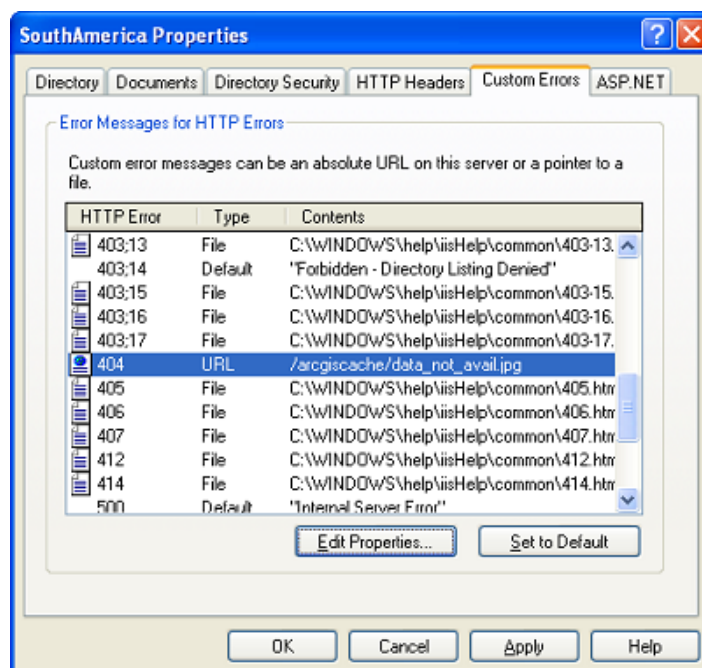 SouthAmerica Properties
Directory Documents Directory Security HTTP Headers Custom Errors ASP.NET
Error Messages for HTTP Errors
Custom error messages can be an absolute URL on this server or a pointer to a
file.
HTTP Error Type Contents
403;13 File C:\WINDOWS\help\iisHelp\common\403-13.
403;14 Default "Forbidden - Directory Listing Denied"
403;15 File C:\WINDOWS\help\iisHelp\common\403-15.
403;16 File C:\WINDOWS\help\iisHelp\common\403-16.
403;17 File C:\WINDOWS\help\iisHelp\common\403-17.
404 URL /arcgiscache/data_not_avail.jpg
405 File C:\WINDOWS\help\iisHelp\common\405.htm
406 File C:\WINDOWS\help\iisHelp\common\406.htm
407 File C:\WINDOWS\help\iisHelp\common\407.htm
412 File C:\WINDOWS\help\iisHelp\common\412.htm
414 File C:\WINDOWS\help\iisHelp\common\414.htm
500 Default "Internal Server Error"
Edit Properties... Set to Default
OK Cancel Apply Help